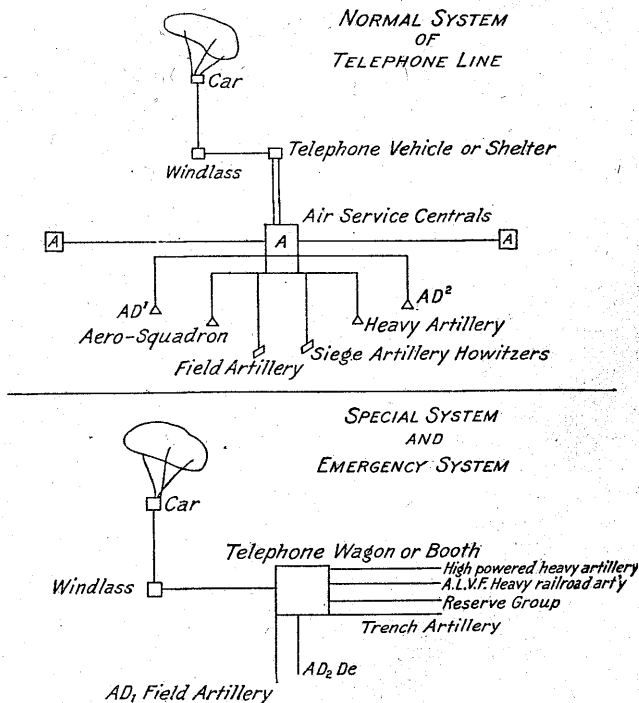 NORMAL SYSTEM
OF
TELEPHONE LINE
Car
Windlass
Telephone Vehicle or Shelter
Air Service Centrals
A
A
A
AD¹
AD²
Aero-Squadron
Heavy Artillery
Field Artillery
Siege Artillery Howitzers
SPECIAL SYSTEM
AND
EMERGENCY SYSTEM
Car
Telephone Wagon or Booth
Windlass
High powered heavy artillery
A.L.V.F. Heavy railroad art'y
Reserve Group
Trench Artillery
AD₂ De
AD₁ Field Artillery